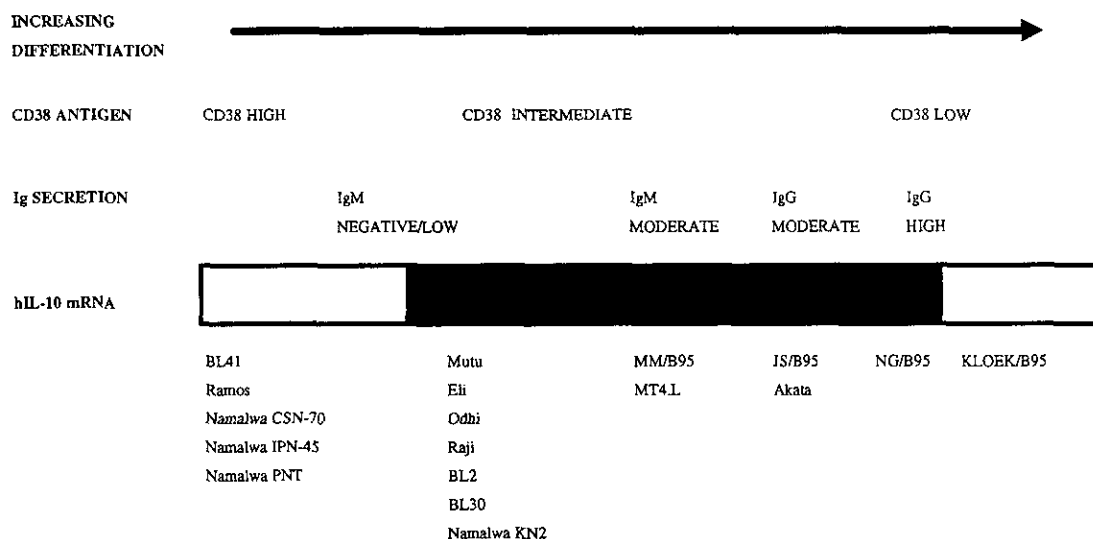 INCREASING
DIFFERENTIATION
CD38 ANTIGEN CD38 HIGH CD38 INTERMEDIATE CD38 LOW
Ig SECRETION IgM IgM IgG IgG
NEGATIVE/LOW MODERATE MODERATE HIGH
hIL-10 mRNA
BL41 Mutu MM/B95 JS/B95 NG/B95 KLOEK/B95
Ramos Eli MT4.L Akata
Namalwa CSN-70 Odhi
Namalwa IPN-45 Raji
Namalwa PNT BL2
BL30
Namalwa KN2